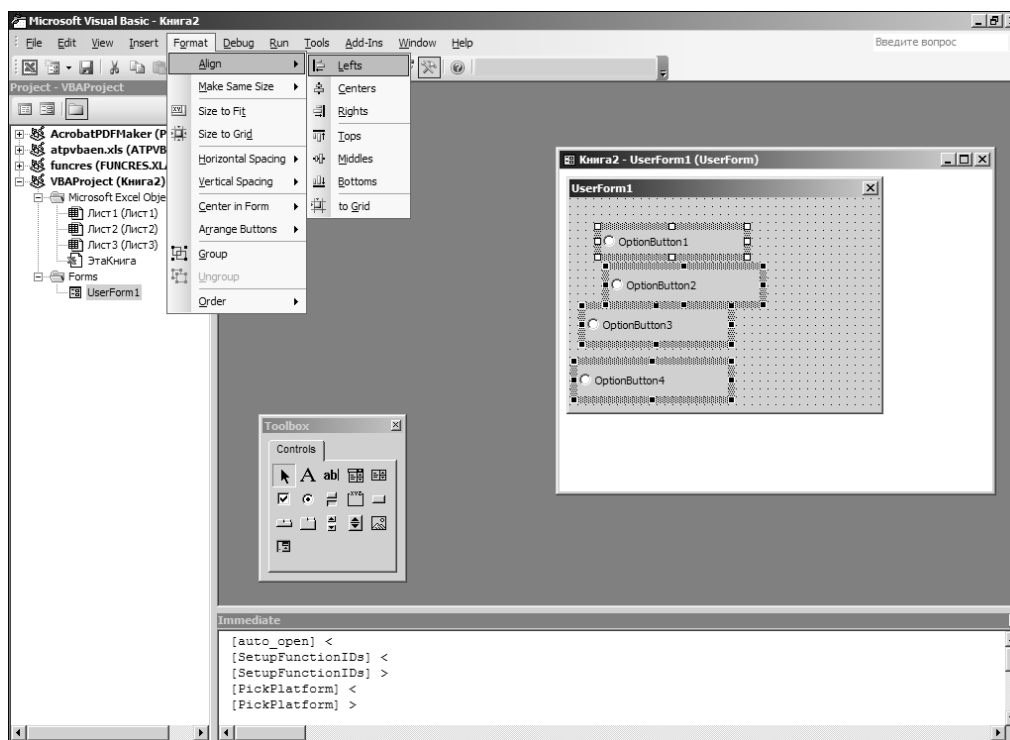 Microsoft Visual Basic - Книга2
File Edit View Insert Format Debug Run Tools Add-Ins Window Help
Введите вопрос
Project - VBAProject
AcrobatPDFMaker (P
atpvbaen.xls (ATPVB
funcres (FUNCRES.XL
VBAProject (Книга2)
Microsoft Excel Obje
Лист1 (Лист1)
Лист2 (Лист2)
Лист3 (Лист3)
ЭтаКнига
Forms
UserForm1
Align
Make Same Size
Size to Fit
Size to Grid
Horizontal Spacing
Vertical Spacing
Center in Form
Arrange Buttons
Group
Ungroup
Order
Lefts
Centers
Rights
Tops
Middles
Bottoms
to Grid
Книга2 - UserForm1 (UserForm)
UserForm1
OptionButton1
OptionButton2
OptionButton3
OptionButton4
Toolbox
Controls
A abl
XYZ
Immediate
[auto_open] <
[SetupFunctionIDs] <
[SetupFunctionIDs] >
[PickPlatform] <
[PickPlatform] >